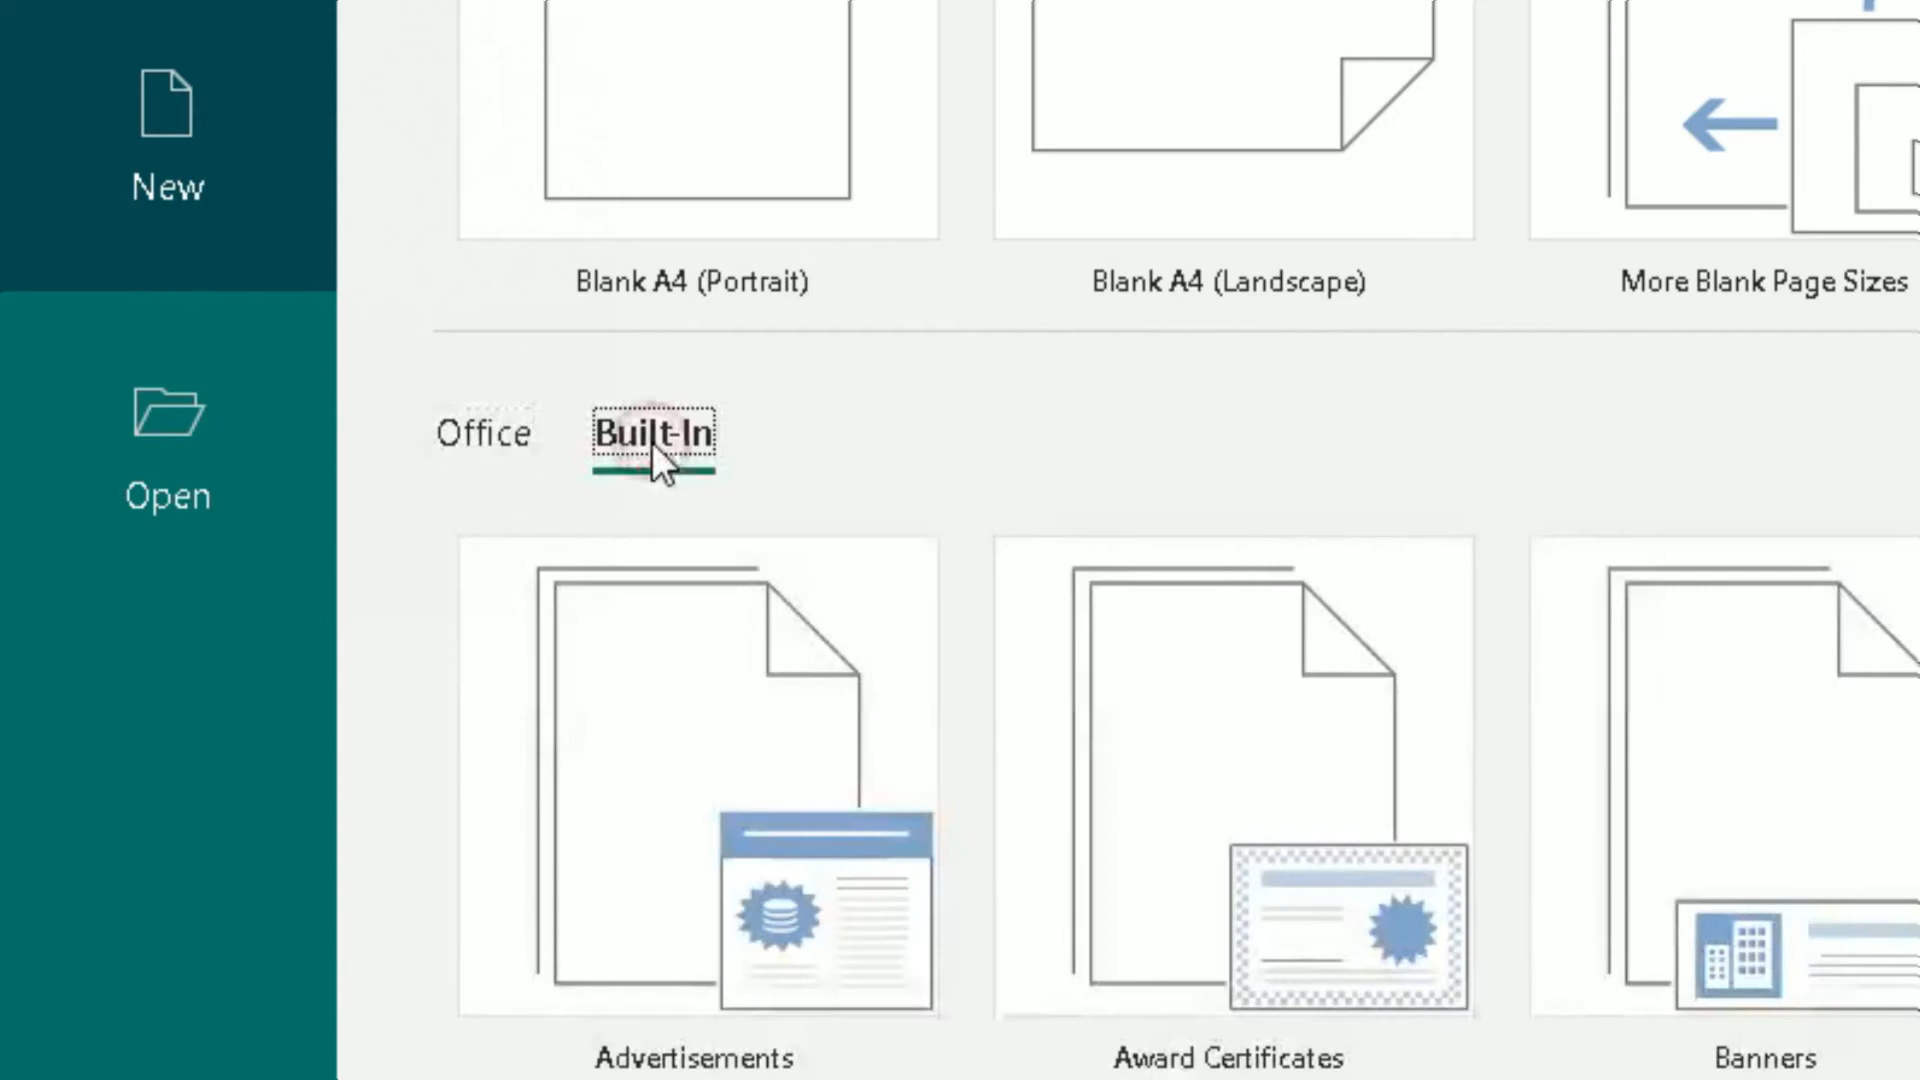 New
Blank A4 (Portrait)
Blank A4 (Landscape)
More Blank Page Sizes
Office
Built-In
Open
Advertisements
Award Certificates
Banners